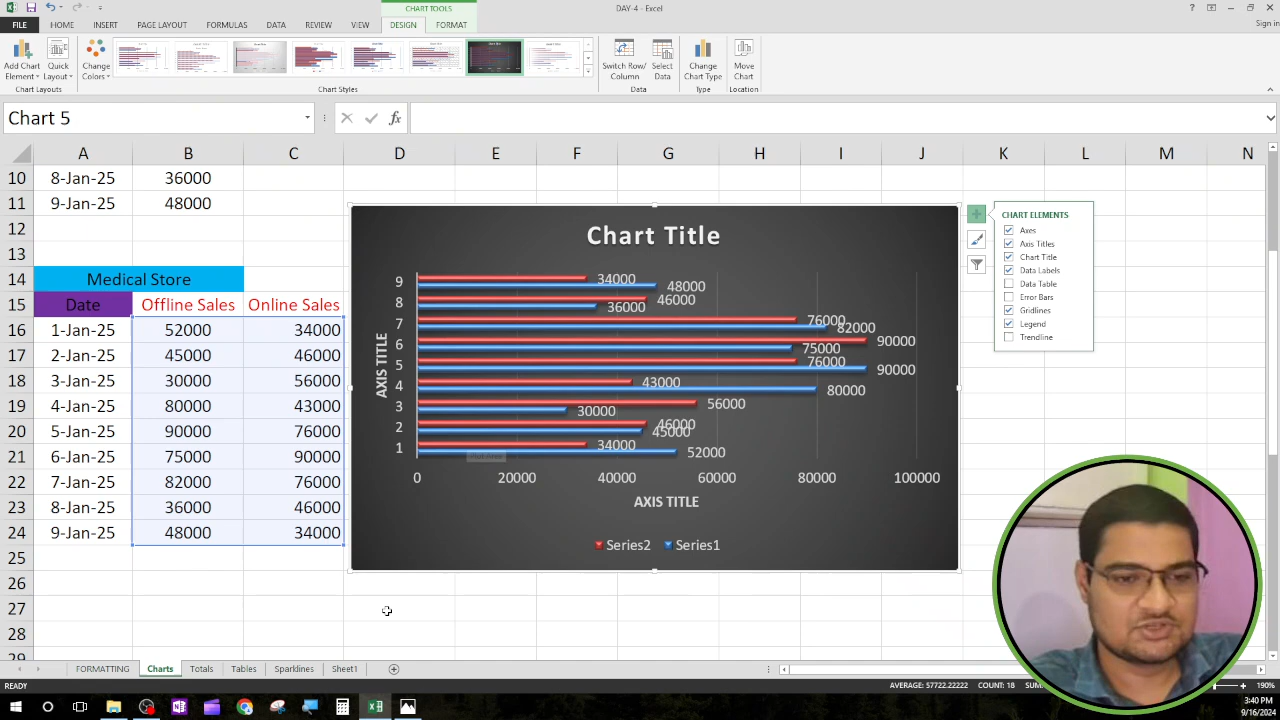 CHART TOOLS
DAY-4 - Excel
FILE HOME INSERT PAGE LAYOUT FORMULAS DATA REVIEW VIEW DESIGN FORMAT
Sign in
Add Chart Element
Quick Layout
Change Colors
Switch Row/ Column
Select Data
Change Chart Type
Move Chart
Chart Layouts Chart Styles Data Type Location
Chart 5
fx
A B C D E F G H I J K L M N
10 8-Jan-25 36000
11 9-Jan-25 48000
12
13
14 Medical Store
15 Date Offline Sales Online Sales
16 1-Jan-25 52000 34000
17 2-Jan-25 45000 46000
18 3-Jan-25 30000 56000
19 4-Jan-25 80000 43000
20 5-Jan-25 90000 76000
21 6-Jan-25 75000 90000
22 7-Jan-25 82000 76000
23 8-Jan-25 36000 46000
24 9-Jan-25 48000 34000
25
26
27
28
29
Chart Title
AXIS TITLE
9 34000 48000
8 46000 36000
7 76000 82000
6 90000 75000
5 76000 90000
4 43000 80000
3 56000 30000
2 46000 45000
1 34000 52000
0 20000 40000 60000 80000 100000
AXIS TITLE
Series2 Series1
CHART ELEMENTS
Axes
Axis Titles
Chart Title
Data Labels
Data Table
Error Bars
Gridlines
Legend
Trendline
FORMATTING Charts Totals Tables Sparklines Sheet1
READY
AVERAGE: 57722.22222 COUNT: 18 SUM:
190%
3:40 PM
9/16/2024